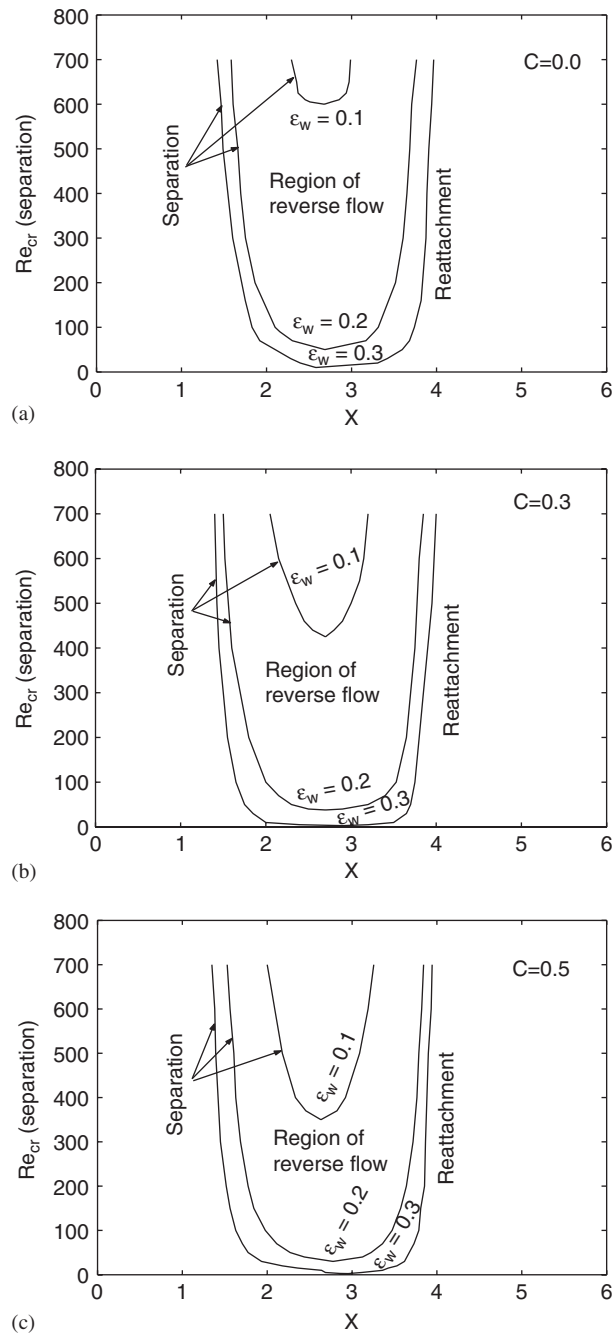 800
700
600
500
400
300
200
100
0
Re_cr (separation)
C=0.0
ε_w = 0.1
Separation
Region of
reverse flow
Reattachment
ε_w = 0.2
ε_w = 0.3
0 1 2 3 4 5 6
X
(a)
800
700
600
500
400
300
200
100
0
Re_cr (separation)
C=0.3
ε_w = 0.1
Separation
Region of
reverse flow
Reattachment
ε_w = 0.2
ε_w = 0.3
0 1 2 3 4 5 6
X
(b)
800
700
600
500
400
300
200
100
0
Re_cr (separation)
C=0.5
ε_w = 0.1
Separation
Region of
reverse flow
Reattachment
ε_w = 0.2
ε_w = 0.3
0 1 2 3 4 5 6
X
(c)